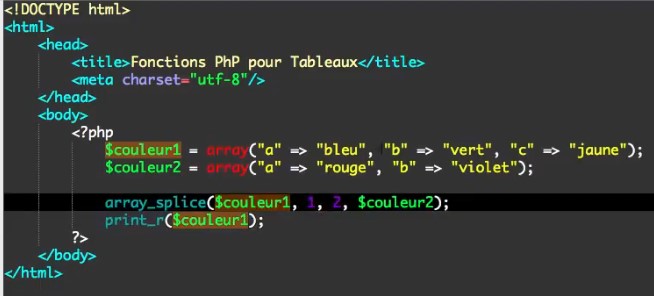 <!DOCTYPE html>
<html>
<head>
<title>Fonctions PhP pour Tableaux</title>
<meta charset="utf-8"/>
</head>
<body>
<?php
$couleur1 = array("a" => "bleu", "b" => "vert", "c" => "jaune");
$couleur2 = array("a" => "rouge", "b" => "violet");
array_splice($couleur1, 1, 2, $couleur2);
print_r($couleur1);
?>
</body>
</html>